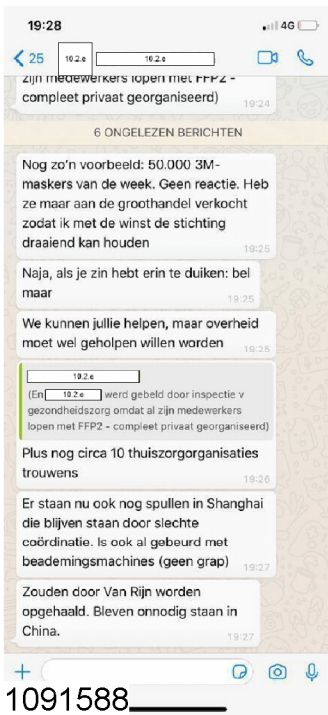 19:28
4G
25
10.2.e
10.2.e
zijn medewerkers lopen met FFP2 -
compleet privaat georganiseerd)
19:24
6 ONGELEZEN BERICHTEN
Nog zo'n voorbeeld: 50.000 3M-
maskers van de week. Geen reactie. Heb
ze maar aan de groothandel verkocht
zodat ik met de winst de stichting
draaiend kan houden
19:25
Naja, als je zin hebt erin te duiken: bel
maar
19:25
We kunnen jullie helpen, maar overheid
moet wel geholpen willen worden
19:25
10.2.e
(En 10.2.e werd gebeld door inspectie v
gezondheidszorg omdat al zijn medewerkers
lopen met FFP2 - compleet privaat georganiseerd)
Plus nog circa 10 thuiszorgorganisaties
trouwens
19:26
Er staan nu ook nog spullen in Shanghai
die blijven staan door slechte
coördinatie. Is ook al gebeurd met
beademingsmachines (geen grap)
19:27
Zouden door Van Rijn worden
opgehaald. Bleven onnodig staan in
China.
19:27
1091588